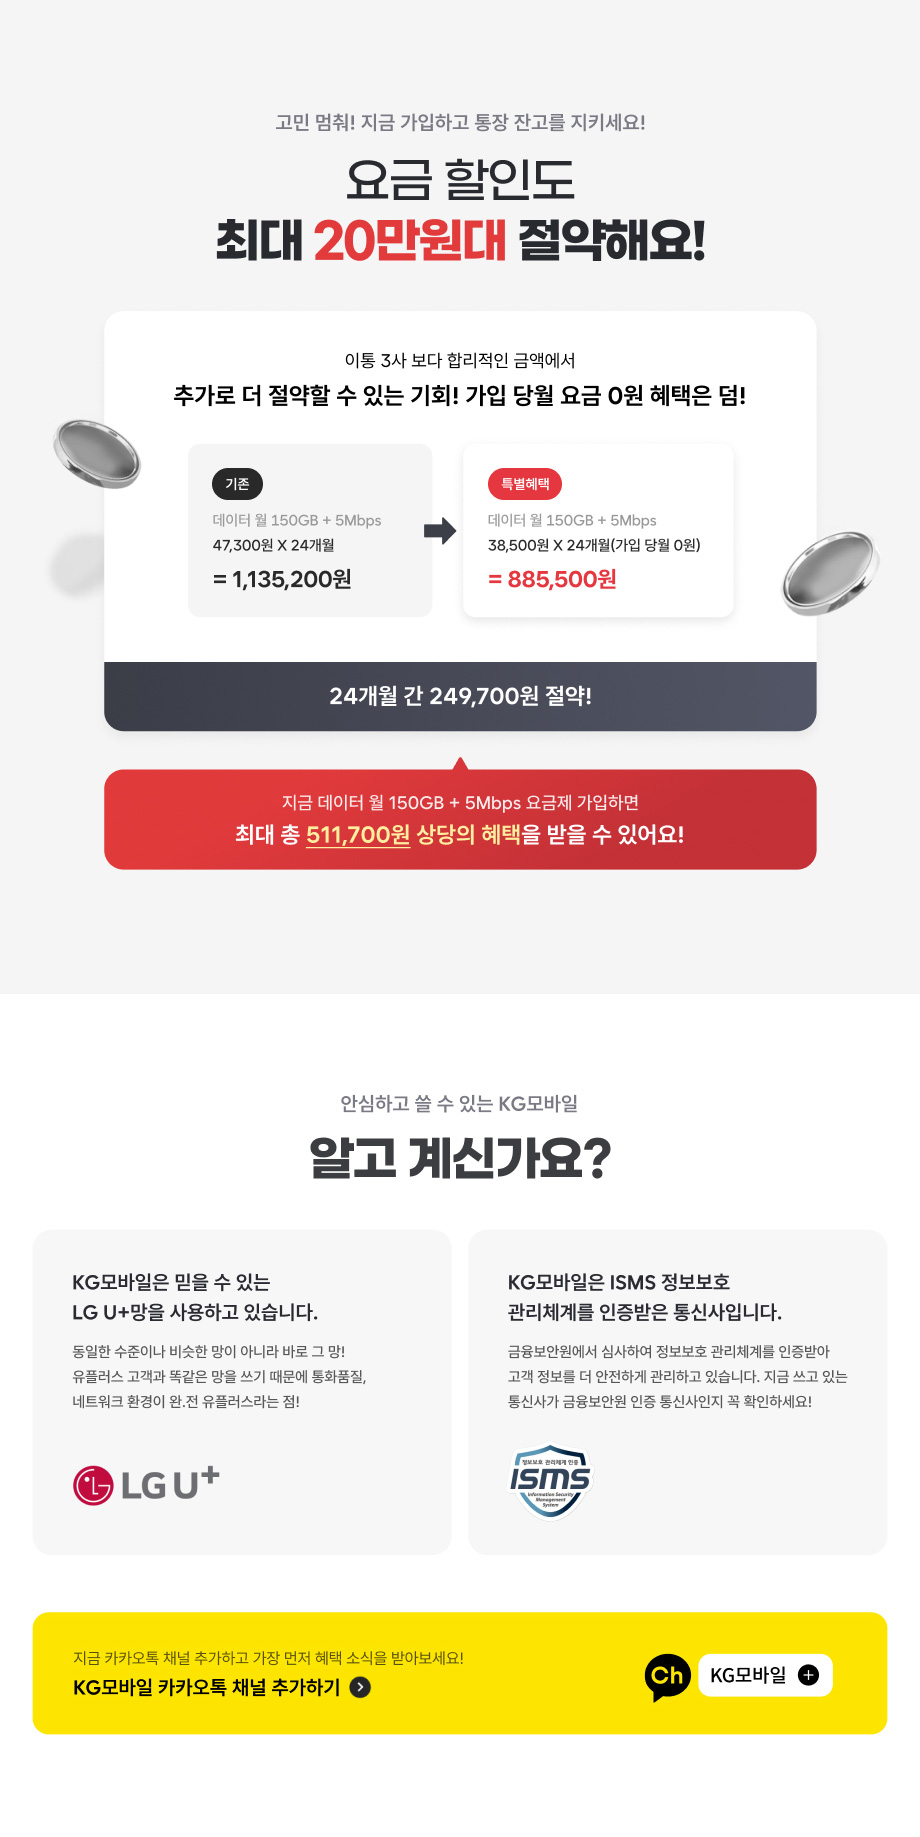 고민 멈춰! 지금 가입하고 통장 잔고를 지키세요!
요금 할인도
최대 20만원대 절약해요!
이통 3사 보다 합리적인 금액에서
추가로 더 절약할 수 있는 기회! 가입 당월 요금 0원 혜택은 덤!
기존
데이터 월 150GB + 5Mbps
47,300원 X 24개월
= 1,135,200원
특별혜택
데이터 월 150GB + 5Mbps
38,500원 X 24개월(가입 당월 0원)
= 885,500원
24개월 간 249,700원 절약!
지금 데이터 월 150GB + 5Mbps 요금제 가입하면
최대 총 511,700원 상당의 혜택을 받을 수 있어요!
안심하고 쓸 수 있는 KG모바일
알고 계신가요?
KG모바일은 믿을 수 있는
LG U+망을 사용하고 있습니다.
동일한 수준이나 비슷한 망이 아니라 바로 그 망!
유플러스 고객과 똑같은 망을 쓰기 때문에 통화품질,
네트워크 환경이 완.전 유플러스라는 점!
LG U+
KG모바일은 ISMS 정보보호
관리체계를 인증받은 통신사입니다.
금융보안원에서 심사하여 정보보호 관리체계를 인증받아
고객 정보를 더 안전하게 관리하고 있습니다. 지금 쓰고 있는
통신사가 금융보안원 인증 통신사인지 꼭 확인하세요!
정보보호 관리체계 인증
ISMS
Information Security
Management
System
지금 카카오톡 채널 추가하고 가장 먼저 혜택 소식을 받아보세요!
KG모바일 카카오톡 채널 추가하기
Ch
KG모바일